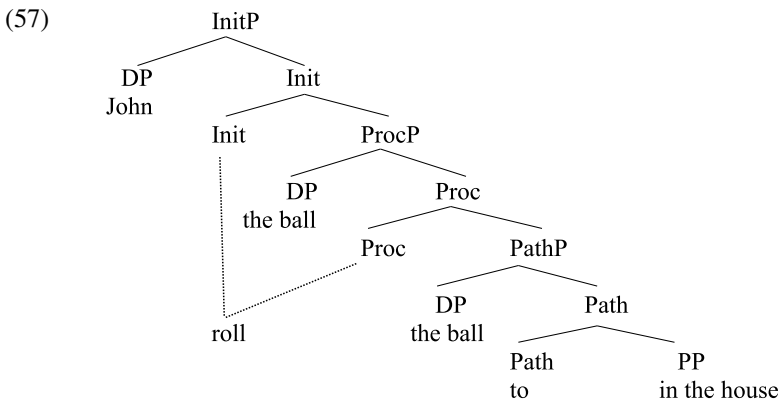 (57)
InitP
DP
John
Init
Init
ProcP
DP
the ball
Proc
Proc
PathP
roll
DP
the ball
Path
Path
to
PP
in the house